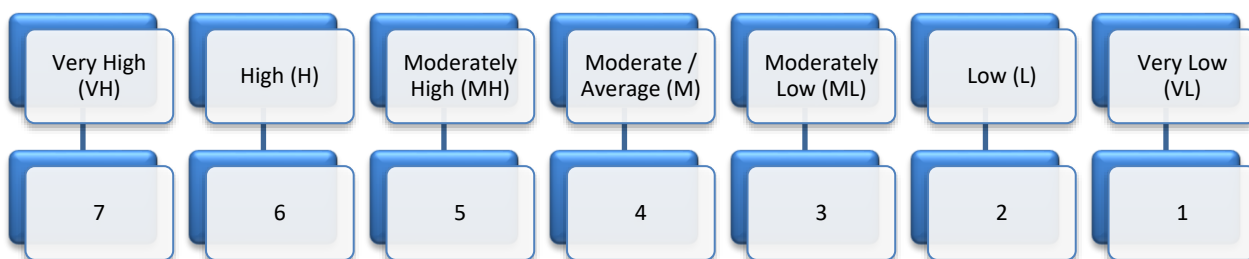 Very High
(VH)
High (H)
Moderately
High (MH)
Moderate /
Average (M)
Moderately
Low (ML)
Low (L)
Very Low
(VL)
7
6
5
4
3
2
1